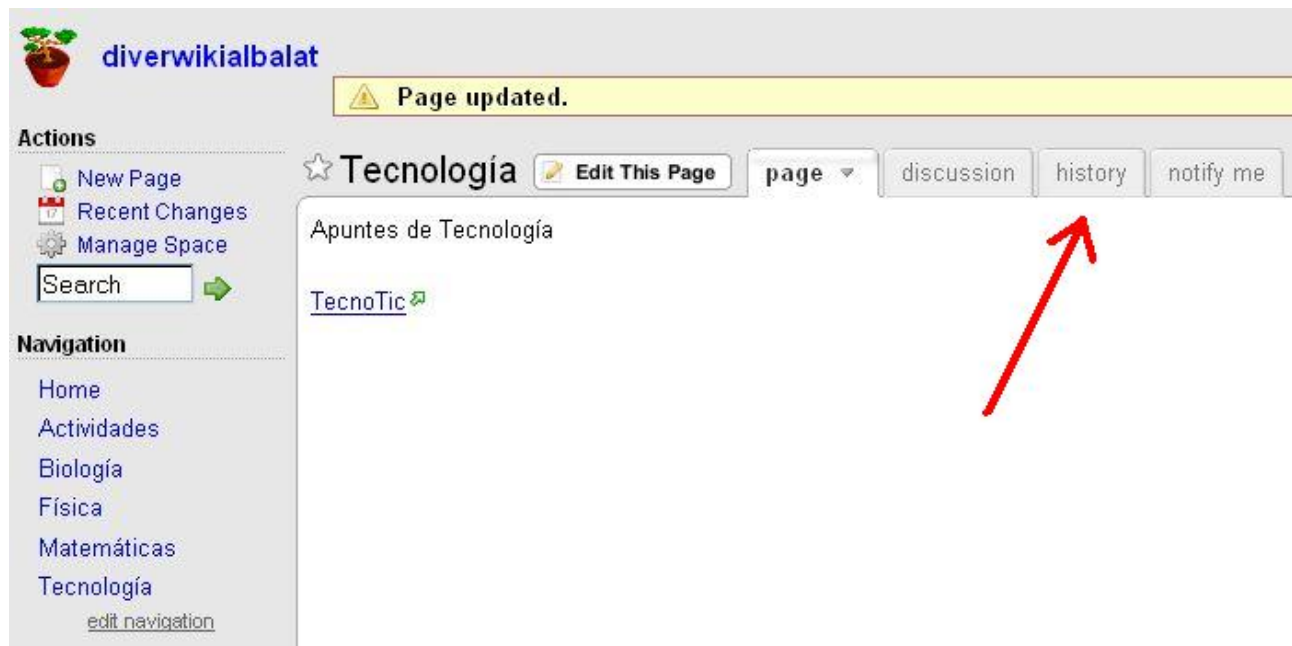 diverwikialbalat
Page updated.
Actions
New Page
17
Recent Changes
Manage Space
Search
Navigation
Home
Actividades
Biología
Física
Matemáticas
Tecnología
edit navigation
Tecnología Edit This Page page discussion history notify me
Apuntes de Tecnología
TecnoTic